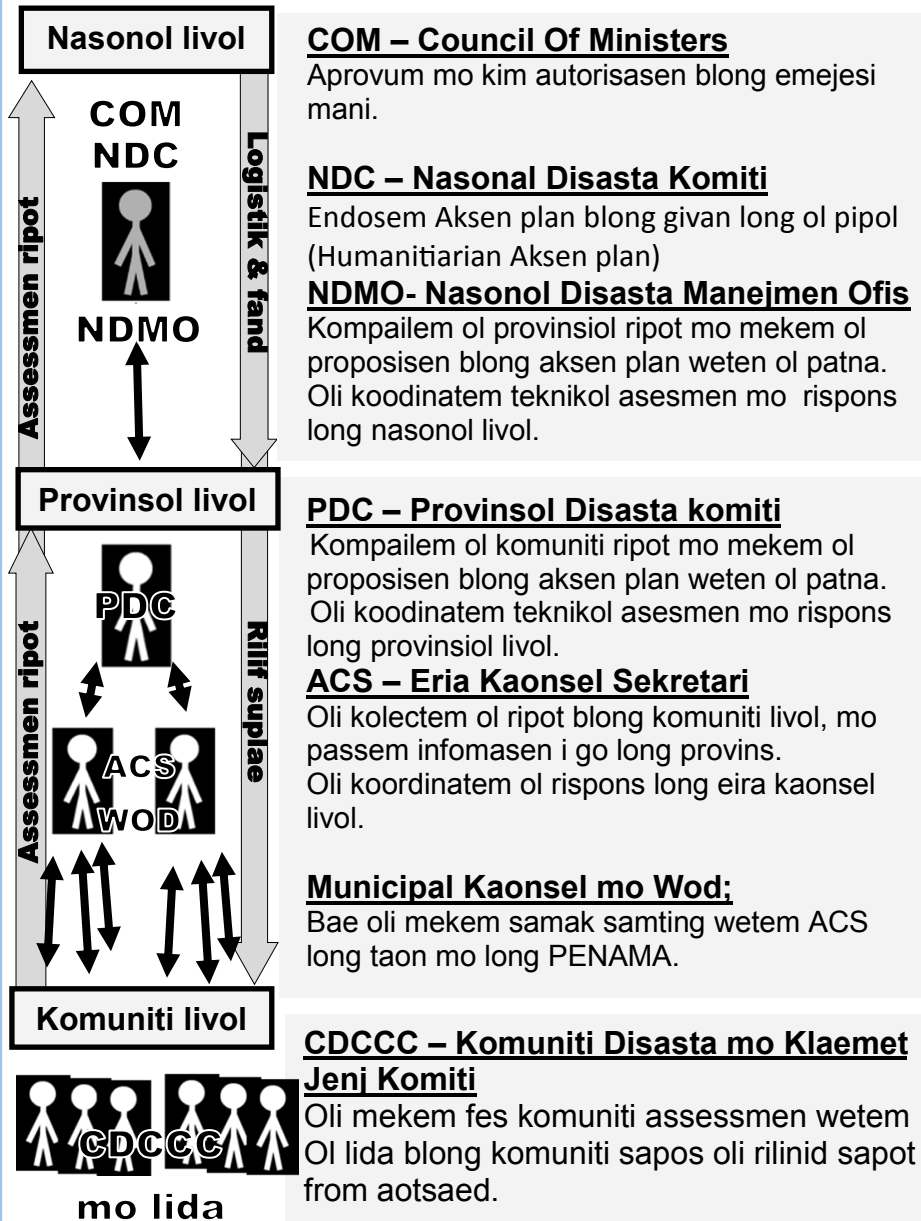 Nasonol livol
Assessmen ripot
COM
NDC
NDMO
Logistik & fand
COM – Council Of Ministers
Aprovum mo kim autorisasen blong emejesi
mani.
NDC – Nasonal Disasta Komiti
Endosem Aksen plan blong givan long ol pipol
(Humanitiarian Aksen plan)
NDMO- Nasonol Disasta Manejmen Ofis
Kompailem ol provinsiol ripot mo mekem ol
proposisen blong aksen plan weten ol patna.
Oli koodinatem teknikol asesmen mo rispons
long nasonol livol.
Provinsol livol
Assessmen ripot
PDC
ACS
WOD
Rilif suplae
PDC – Provinsol Disasta komiti
Kompailem ol komuniti ripot mo mekem ol
proposisen blong aksen plan weten ol patna.
Oli koodinatem teknikol asesmen mo rispons
long provinsiol livol.
ACS – Eria Kaonsel Sekretari
Oli kolectem ol ripot blong komuniti livol, mo
passem infomasen i go long provins.
Oli koordinatem ol rispons long eira kaonsel
livol.
Municipal Kaonsel mo Wod;
Bae oli mekem samak samting wetem ACS
long taon mo long PENAMA.
Komuniti livol
CDCCC
mo lida
CDCCC – Komuniti Disasta mo Klaemet
Jenj Komiti
Oli mekem fes komuniti assessmen wetem
Ol lida blong komuniti sapos oli rilinid sapot
from aotsaed.